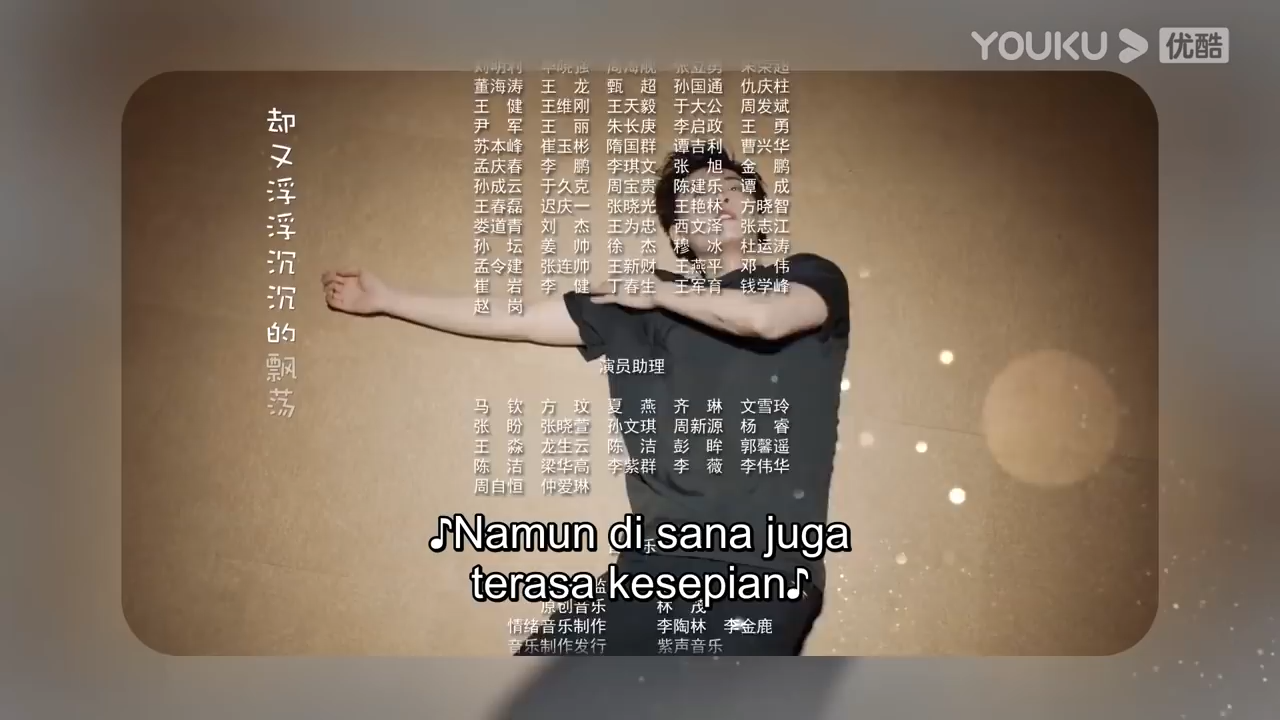 YOUKU 优酷
却又浮浮沉沉的飘荡
董海涛 王 龙 甄 超 孙国通 仇庆柱
王 健 王维刚 王天毅 于大公 周发斌
尹 军 王 丽 朱长庚 李启政 王 勇
苏本峰 崔玉彬 隋国群 谭吉利 曹兴华
孟庆春 李 鹏 李琪文 张 旭 金 鹏
孙成云 于久克 周宝贵 陈建乐 谭 成
王春磊 迟庆一 张晓光 王艳林 方晓智
娄道青 刘 杰 王为忠 西文泽 张志江
孙 坛 姜 帅 徐 杰 穆 冰 杜运涛
孟令建 张连帅 王新财 王燕平 邓 伟
崔 岩 李 健 丁春生 王军育 钱学峰
赵 岗
演员助理
马 钦 方 玟 夏 燕 齐 琳 文雪玲
张 盼 张晓萱 孙文琪 周新源 杨 睿
王 淼 龙生云 陈 洁 彭 眸 郭馨遥
陈 洁 梁华高 李紫群 李 薇 李伟华
周自恒 仲爱琳
♪Namun di sana juga
terasa kesepian♪
原创音乐 林 茂
情绪音乐制作 李陶林 李金鹿
音乐制作发行 紫声音乐